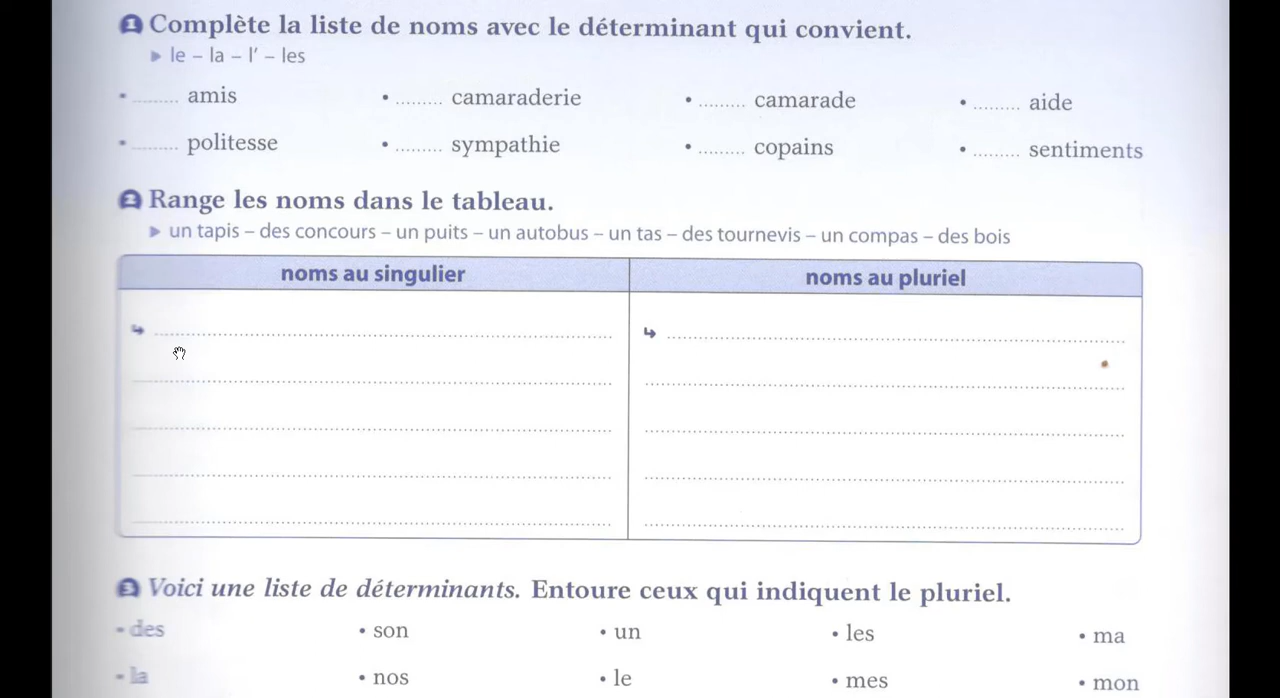 1 Complète la liste de noms avec le déterminant qui convient.
▶ le – la – l' – les
• ......... amis • ......... camaraderie • ......... camarade • ......... aide
• ......... politesse • ......... sympathie • ......... copains • ......... sentiments
2 Range les noms dans le tableau.
▶ un tapis – des concours – un puits – un autobus – un tas – des tournevis – un compas – des bois
noms au singulier noms au pluriel
3 Voici une liste de déterminants. Entoure ceux qui indiquent le pluriel.
• des • son • un • les • ma
• la • nos • le • mes • mon